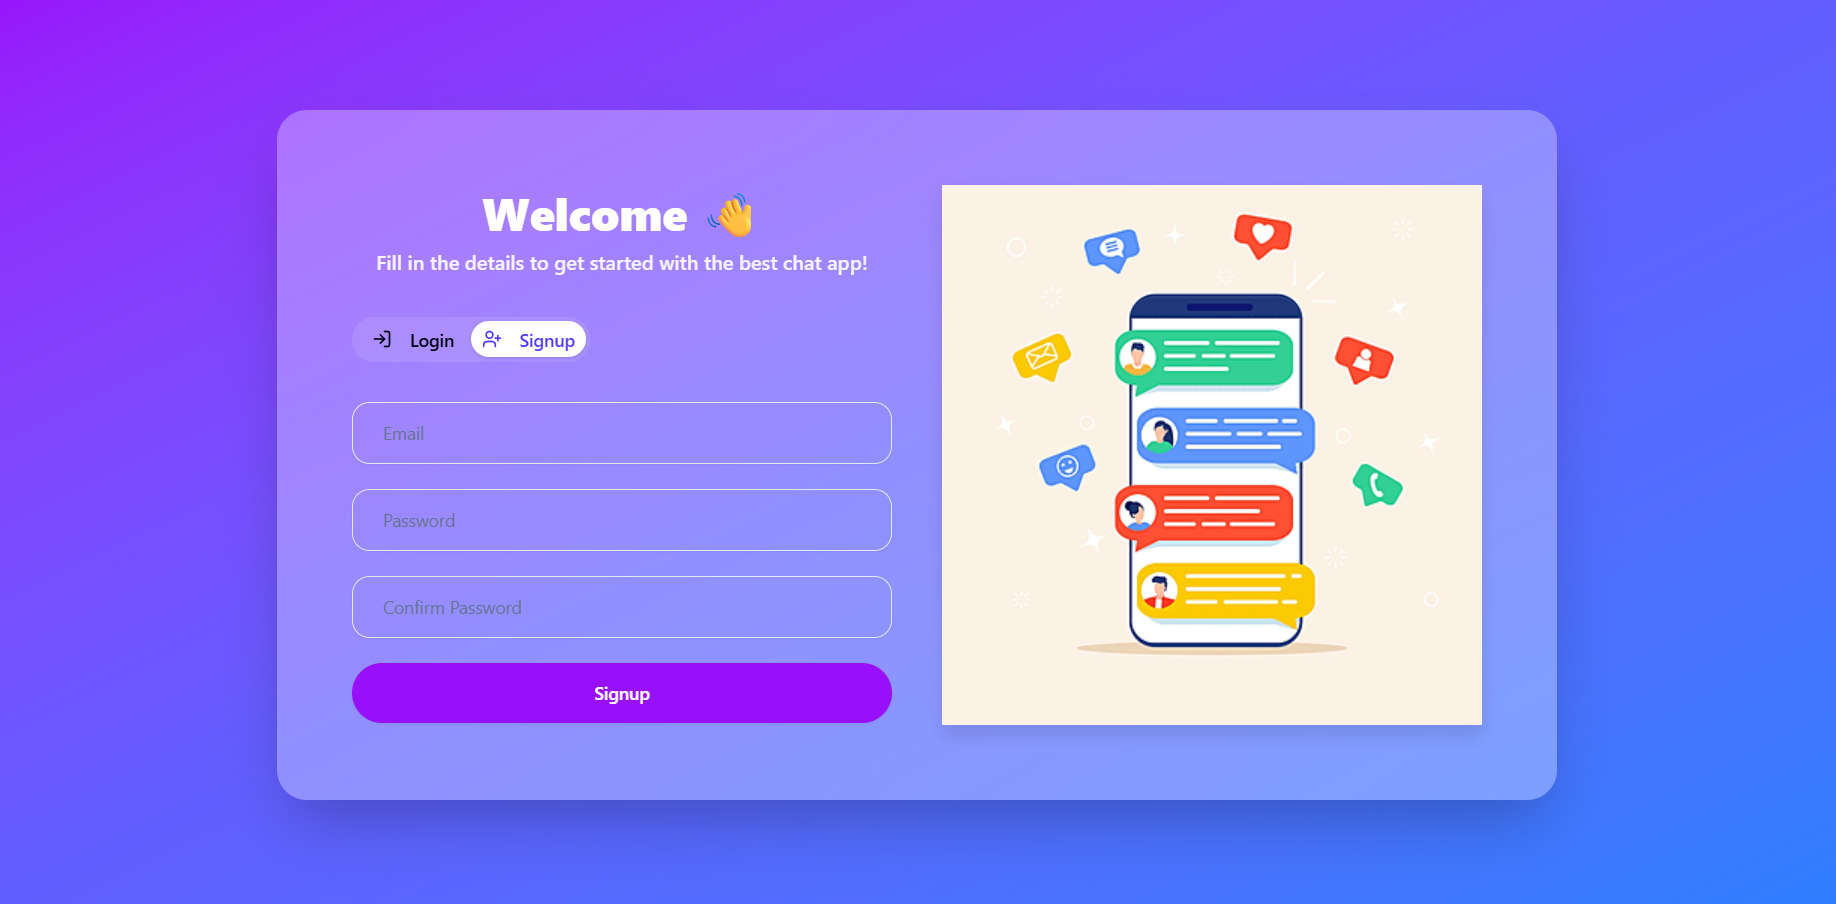 Welcome 👋
Fill in the details to get started with the best chat app!
Login Signup
Email
Password
Confirm Password
Signup